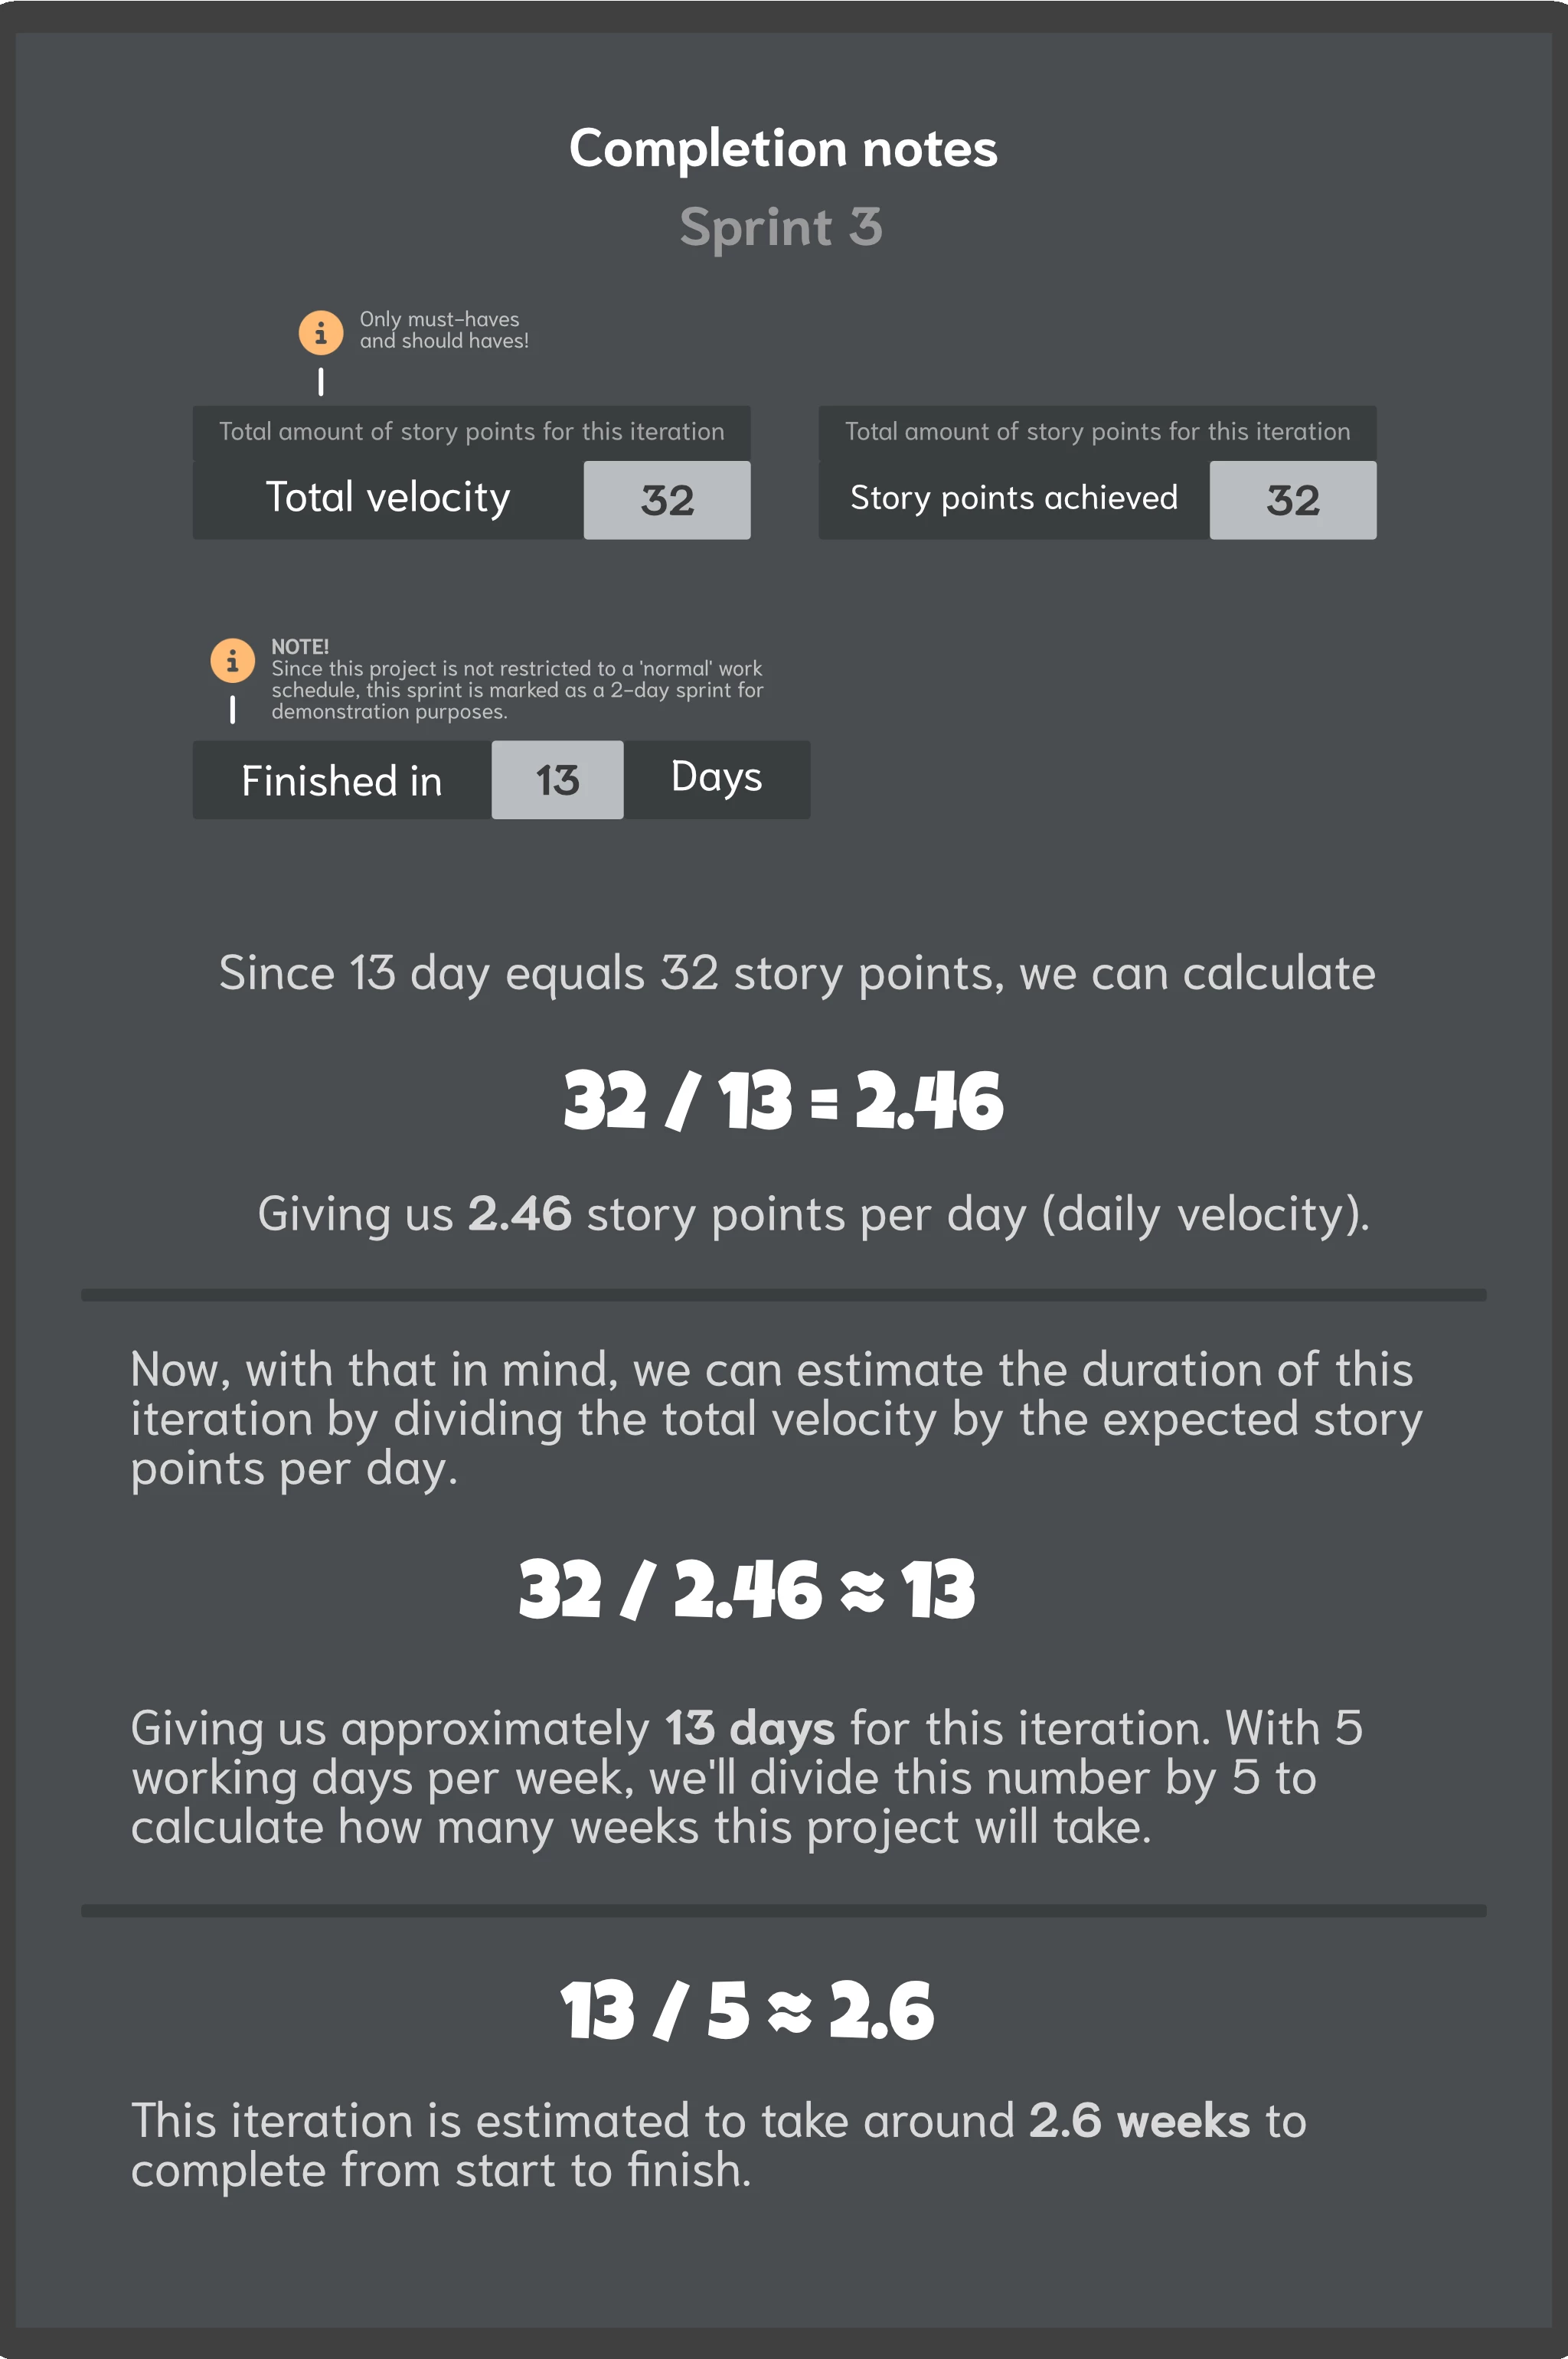 Completion notes
Sprint 3
Only must-haves
and should haves!
Total amount of story points for this iteration
Total velocity 32
Total amount of story points for this iteration
Story points achieved 32
NOTE!
Since this project is not restricted to a 'normal' work
schedule, this sprint is marked as a 2-day sprint for
demonstration purposes.
Finished in 13 Days
Since 13 day equals 32 story points, we can calculate
32 / 13 = 2.46
Giving us 2.46 story points per day (daily velocity).
Now, with that in mind, we can estimate the duration of this
iteration by dividing the total velocity by the expected story
points per day.
32 / 2.46 ≈ 13
Giving us approximately 13 days for this iteration. With 5
working days per week, we'll divide this number by 5 to
calculate how many weeks this project will take.
13 / 5 ≈ 2.6
This iteration is estimated to take around 2.6 weeks to
complete from start to finish.